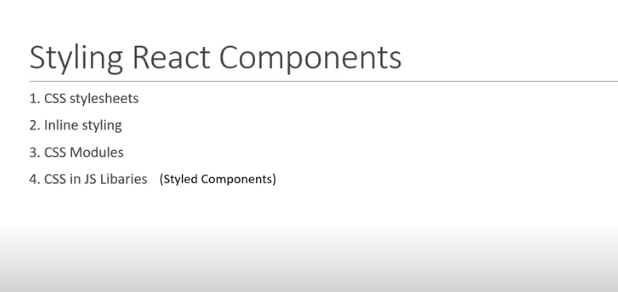 Styling React Components
1. CSS stylesheets
2. Inline styling
3. CSS Modules
4. CSS in JS Libaries (Styled Components)